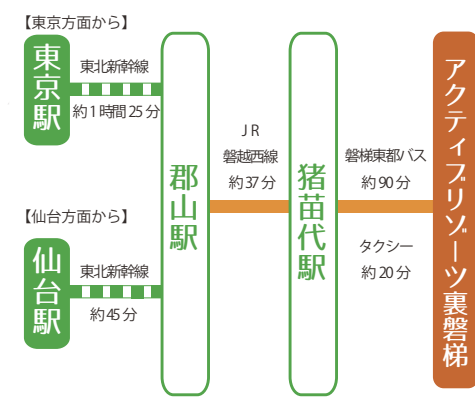 【東京方面から】
東京駅
東北新幹線
約1時間25分
【仙台方面から】
仙台駅
東北新幹線
約45分
郡山駅
JR
磐越西線
約37分
猪苗代駅
磐梯東都バス
約90分
タクシー
約20分
アクティブリゾーツ裏磐梯